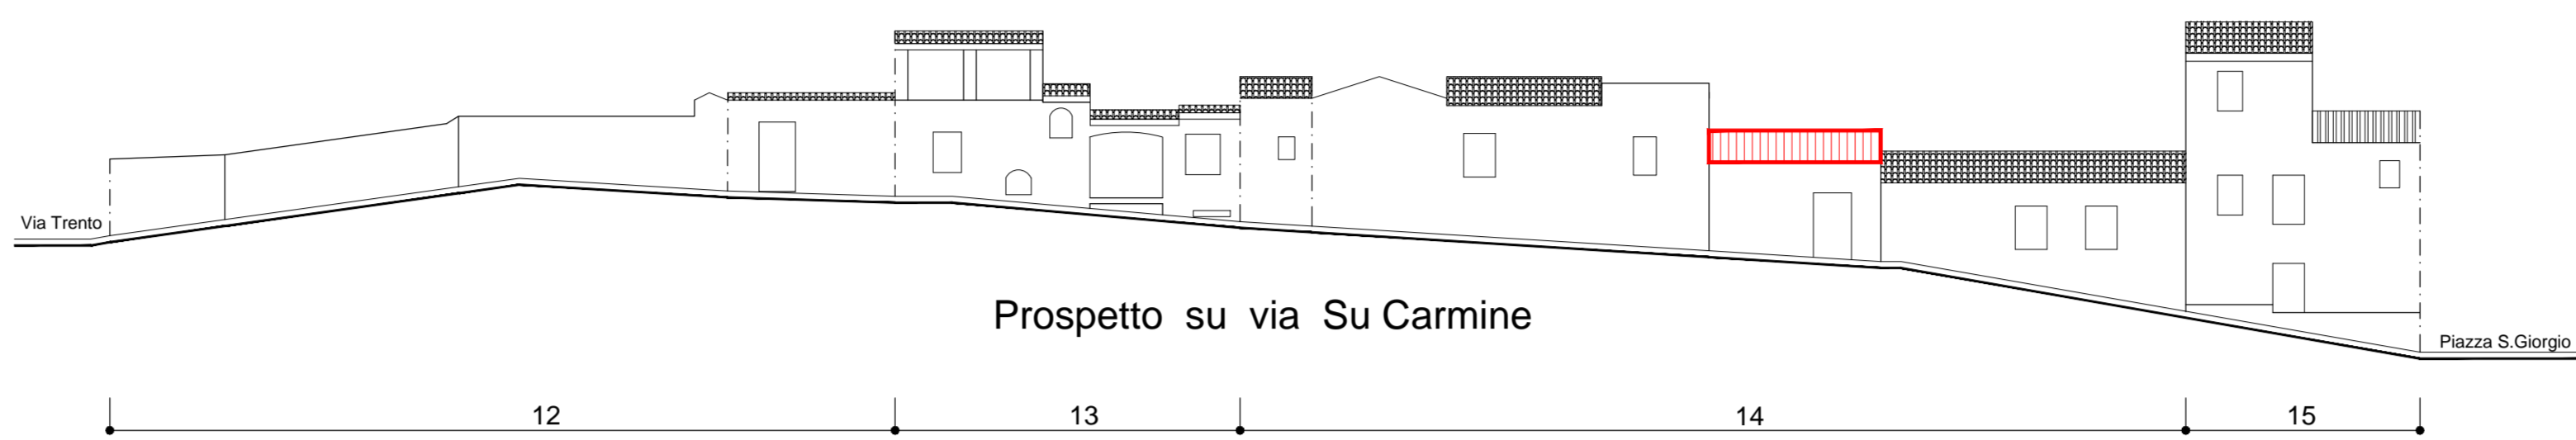 Via Trento
Prospetto su via Su Carmine
Piazza S.Giorgio
12 13 14 15